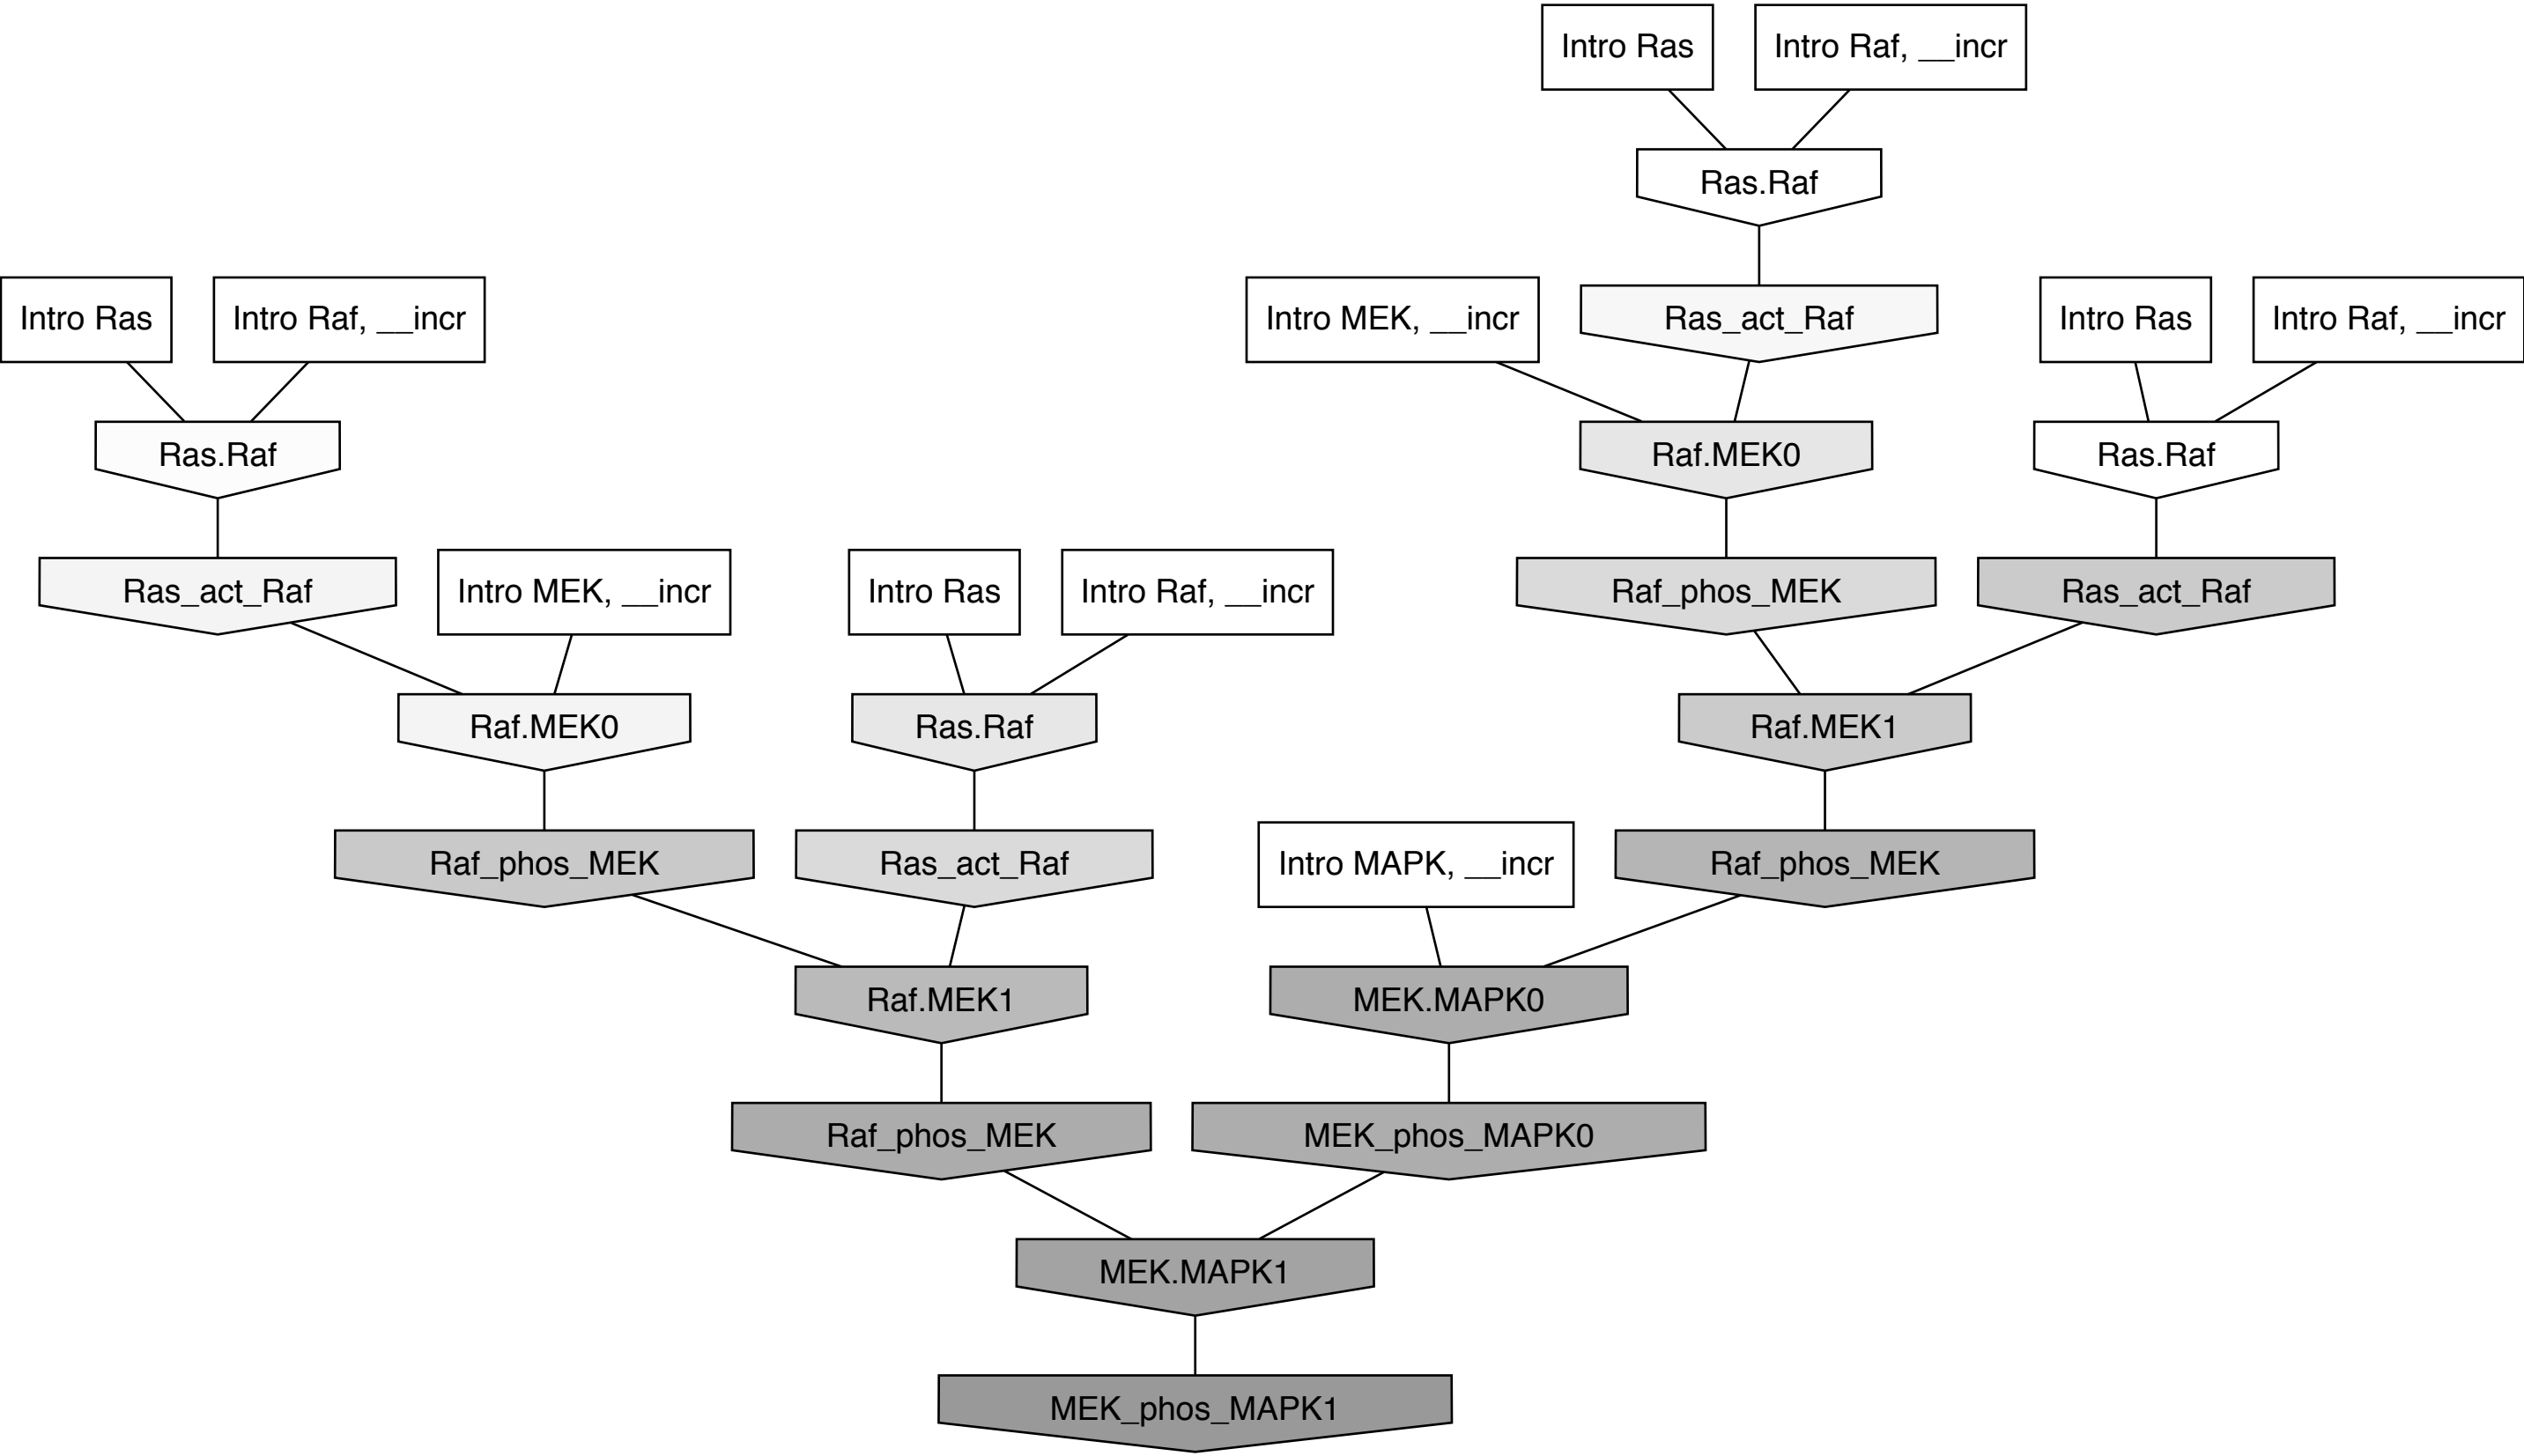 Intro Ras
Intro Raf, __incr
Ras.Raf
Intro Ras
Intro Raf, __incr
Intro MEK, __incr
Ras_act_Raf
Intro Ras
Intro Raf, __incr
Ras.Raf
Raf.MEK0
Ras.Raf
Ras_act_Raf
Intro MEK, __incr
Intro Ras
Intro Raf, __incr
Raf_phos_MEK
Ras_act_Raf
Raf.MEK0
Ras.Raf
Raf.MEK1
Raf_phos_MEK
Ras_act_Raf
Intro MAPK, __incr
Raf_phos_MEK
Raf.MEK1
MEK.MAPK0
Raf_phos_MEK
MEK_phos_MAPK0
MEK.MAPK1
MEK_phos_MAPK1